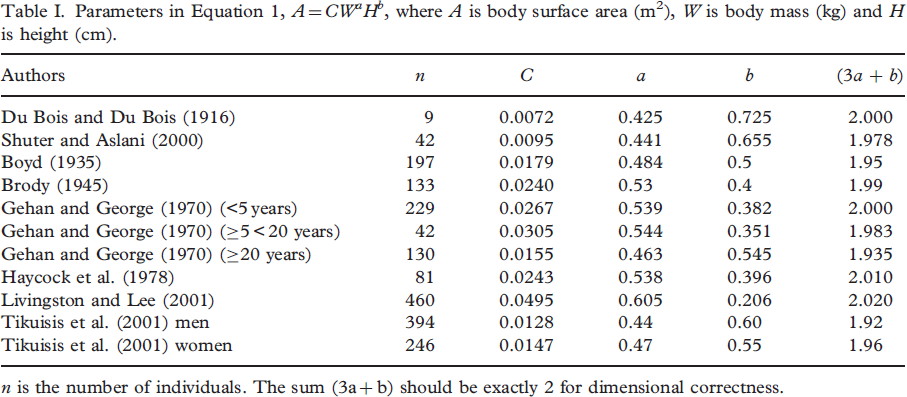 Table I. Parameters in Equation 1, A=CWᵃHᵇ, where A is body surface area (m²), W is body mass (kg) and H
is height (cm).
Authors n C a b (3a + b)
Du Bois and Du Bois (1916) 9 0.0072 0.425 0.725 2.000
Shuter and Aslani (2000) 42 0.0095 0.441 0.655 1.978
Boyd (1935) 197 0.0179 0.484 0.5 1.95
Brody (1945) 133 0.0240 0.53 0.4 1.99
Gehan and George (1970) (<5 years) 229 0.0267 0.539 0.382 2.000
Gehan and George (1970) (≥5 < 20 years) 42 0.0305 0.544 0.351 1.983
Gehan and George (1970) (≥20 years) 130 0.0155 0.463 0.545 1.935
Haycock et al. (1978) 81 0.0243 0.538 0.396 2.010
Livingston and Lee (2001) 460 0.0495 0.605 0.206 2.020
Tikuisis et al. (2001) men 394 0.0128 0.44 0.60 1.92
Tikuisis et al. (2001) women 246 0.0147 0.47 0.55 1.96
n is the number of individuals. The sum (3a + b) should be exactly 2 for dimensional correctness.